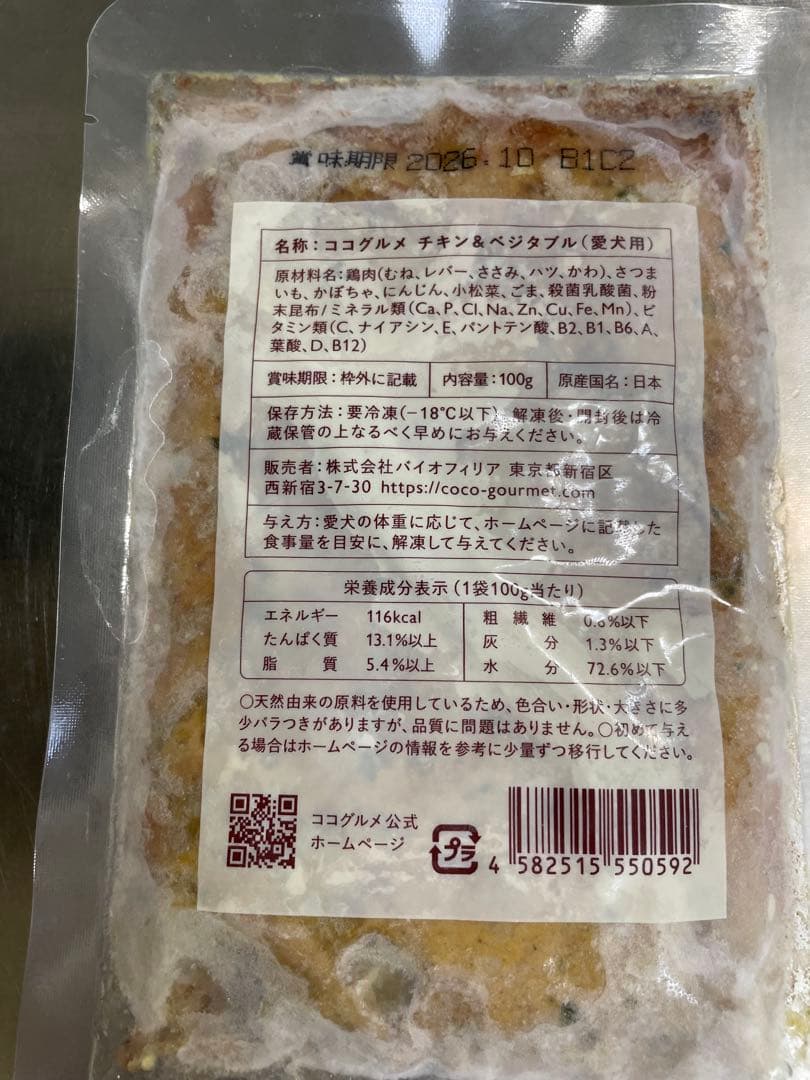 賞味期限 2026.10 B1C2
名称：ココグルメ チキン＆ベジタブル（愛犬用）
原材料名：鶏肉（むね、レバー、ささみ、ハツ、かわ）、さつま
いも、かぼちゃ、にんじん、小松菜、ごま、殺菌乳酸菌、粉
末昆布/ミネラル類（Ca、P、Cl、Na、Zn、Cu、Fe、Mn）、ビ
タミン類（C、ナイアシン、E、パントテン酸、B2、B1、B6、A、
葉酸、D、B12）
賞味期限：枠外に記載 内容量：100g 原産国名：日本
保存方法：要冷凍（−18℃以下） 解凍後・開封後は冷
蔵保管の上なるべく早めにお与えください。
販売者：株式会社バイオフィリア 東京都新宿区
西新宿3-7-30 https://coco-gourmet.com
与え方：愛犬の体重に応じて、ホームページに記載した
食事量を目安に、解凍して与えてください。
栄養成分表示（1袋100g当たり）
エネルギー 116kcal 粗繊維 0.6%以下
たんぱく質 13.1%以上 灰分 1.3%以下
脂質 5.4%以上 水分 72.6%以下
〇天然由来の原料を使用しているため、色合い・形状・大きさに多
少バラつきがありますが、品質に問題はありません。〇初めて与え
る場合はホームページの情報を参考に少量ずつ移行してください。
ココグルメ公式
ホームページ
プラ
4 582515 550592